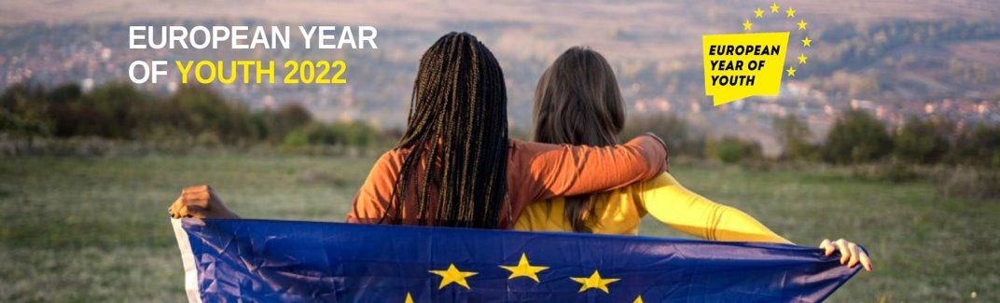 EUROPEAN YEAR
OF YOUTH 2022
EUROPEAN
YEAR OF
YOUTH